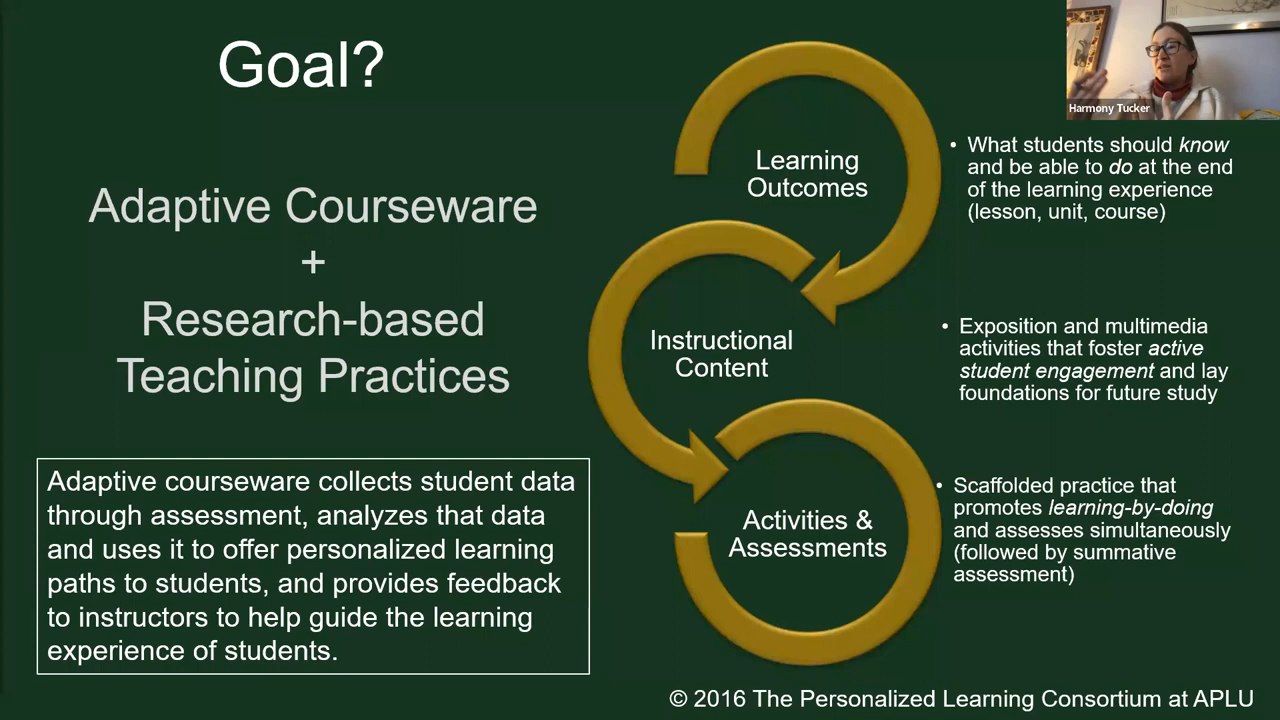 Goal?
Adaptive Courseware
+
Research-based
Teaching Practices
Adaptive courseware collects student data
through assessment, analyzes that data
and uses it to offer personalized learning
paths to students, and provides feedback
to instructors to help guide the learning
experience of students.
Learning
Outcomes
• What students should know
and be able to do at the end
of the learning experience
(lesson, unit, course)
Instructional
Content
• Exposition and multimedia
activities that foster active
student engagement and lay
foundations for future study
Activities &
Assessments
• Scaffolded practice that
promotes learning-by-doing
and assesses simultaneously
(followed by summative
assessment)
Harmony Tucker
© 2016 The Personalized Learning Consortium at APLU